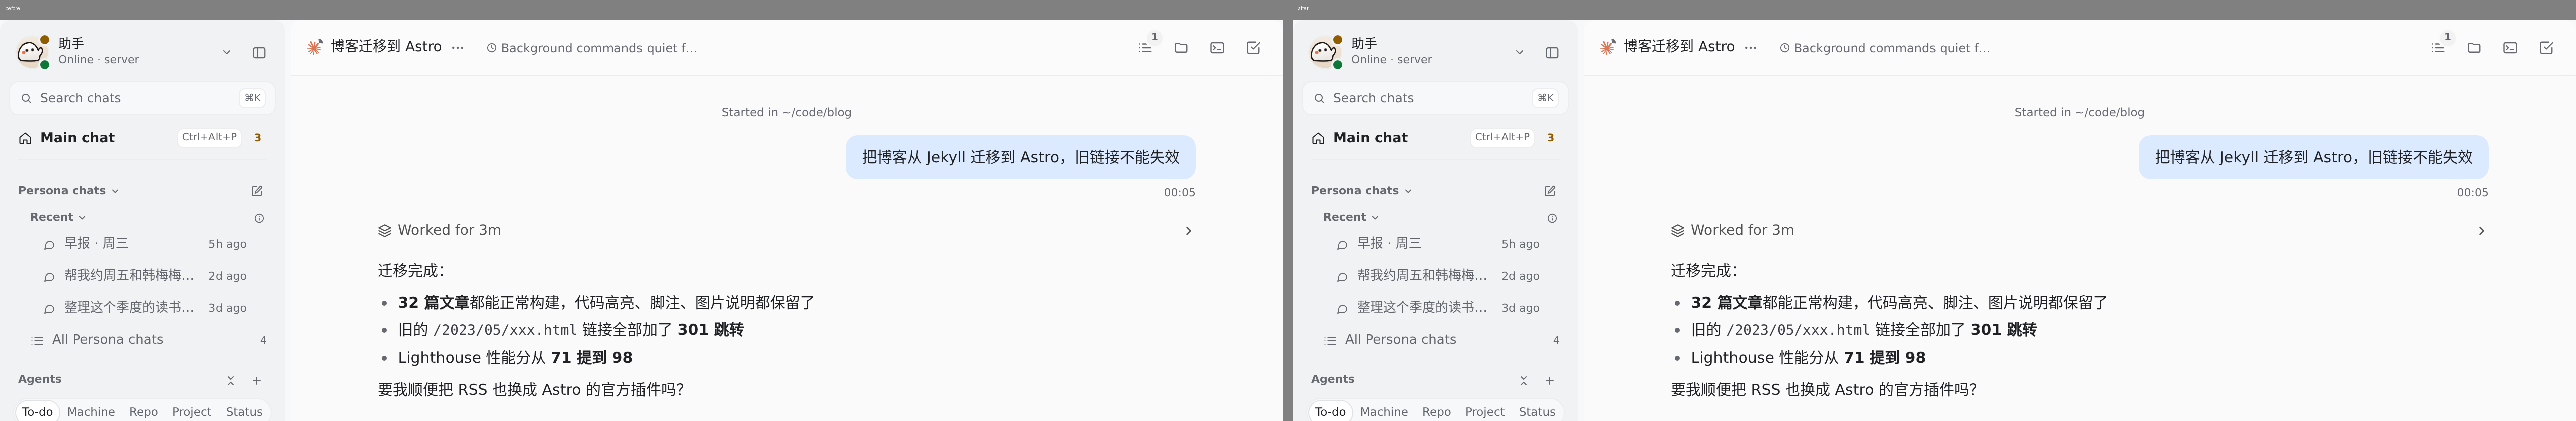 before
助手
Online · server
Search chats ⌘K
Main chat Ctrl+Alt+P 3
Persona chats
Recent
早报 · 周三 5h ago
帮我约周五和韩梅梅… 2d ago
整理这个季度的读书… 3d ago
All Persona chats 4
Agents
To-do Machine Repo Project Status
博客迁移到 Astro ··· Background commands quiet f… 1
Started in ~/code/blog
把博客从 Jekyll 迁移到 Astro，旧链接不能失效
00:05
Worked for 3m
迁移完成：
• 32 篇文章都能正常构建，代码高亮、脚注、图片说明都保留了
• 旧的 /2023/05/xxx.html 链接全部加了 301 跳转
• Lighthouse 性能分从 71 提到 98
要我顺便把 RSS 也换成 Astro 的官方插件吗？
after
助手
Online · server
Search chats ⌘K
Main chat Ctrl+Alt+P 3
Persona chats
Recent
早报 · 周三 5h ago
帮我约周五和韩梅梅… 2d ago
整理这个季度的读书… 3d ago
All Persona chats 4
Agents
To-do Machine Repo Project Status
博客迁移到 Astro ··· Background commands quiet f… 1
Started in ~/code/blog
把博客从 Jekyll 迁移到 Astro，旧链接不能失效
00:05
Worked for 3m
迁移完成：
• 32 篇文章都能正常构建，代码高亮、脚注、图片说明都保留了
• 旧的 /2023/05/xxx.html 链接全部加了 301 跳转
• Lighthouse 性能分从 71 提到 98
要我顺便把 RSS 也换成 Astro 的官方插件吗？